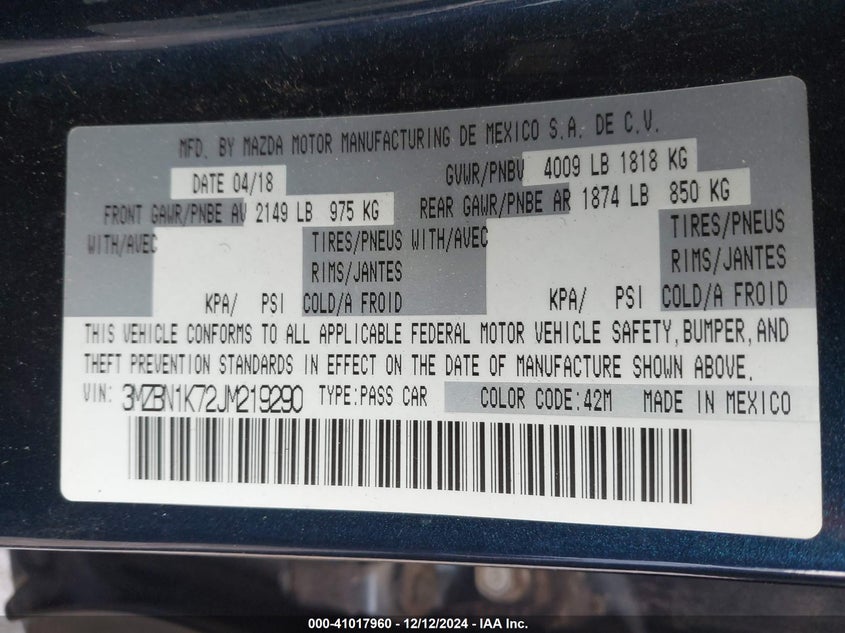 MFD. BY MAZDA MOTOR MANUFACTURING DE MEXICO S.A. DE C.V.
DATE 04/18 GVWR/PNBV 4009 LB 1818 KG
FRONT GAWR/PNBE AV 2149 LB 975 KG REAR GAWR/PNBE AR 1874 LB 850 KG
WITH/AVEC TIRES/PNEUS WITH/AVEC TIRES/PNEUS
RIMS/JANTES RIMS/JANTES
KPA/ PSI COLD/A FROID KPA/ PSI COLD/A FROID
THIS VEHICLE CONFORMS TO ALL APPLICABLE FEDERAL MOTOR VEHICLE SAFETY, BUMPER, AND
THEFT PREVENTION STANDARDS IN EFFECT ON THE DATE OF MANUFACTURE SHOWN ABOVE.
VIN: 3MZBN1K72JM219290 TYPE:PASS CAR COLOR CODE:42M MADE IN MEXICO
000-41017960 - 12/12/2024 - IAA Inc.